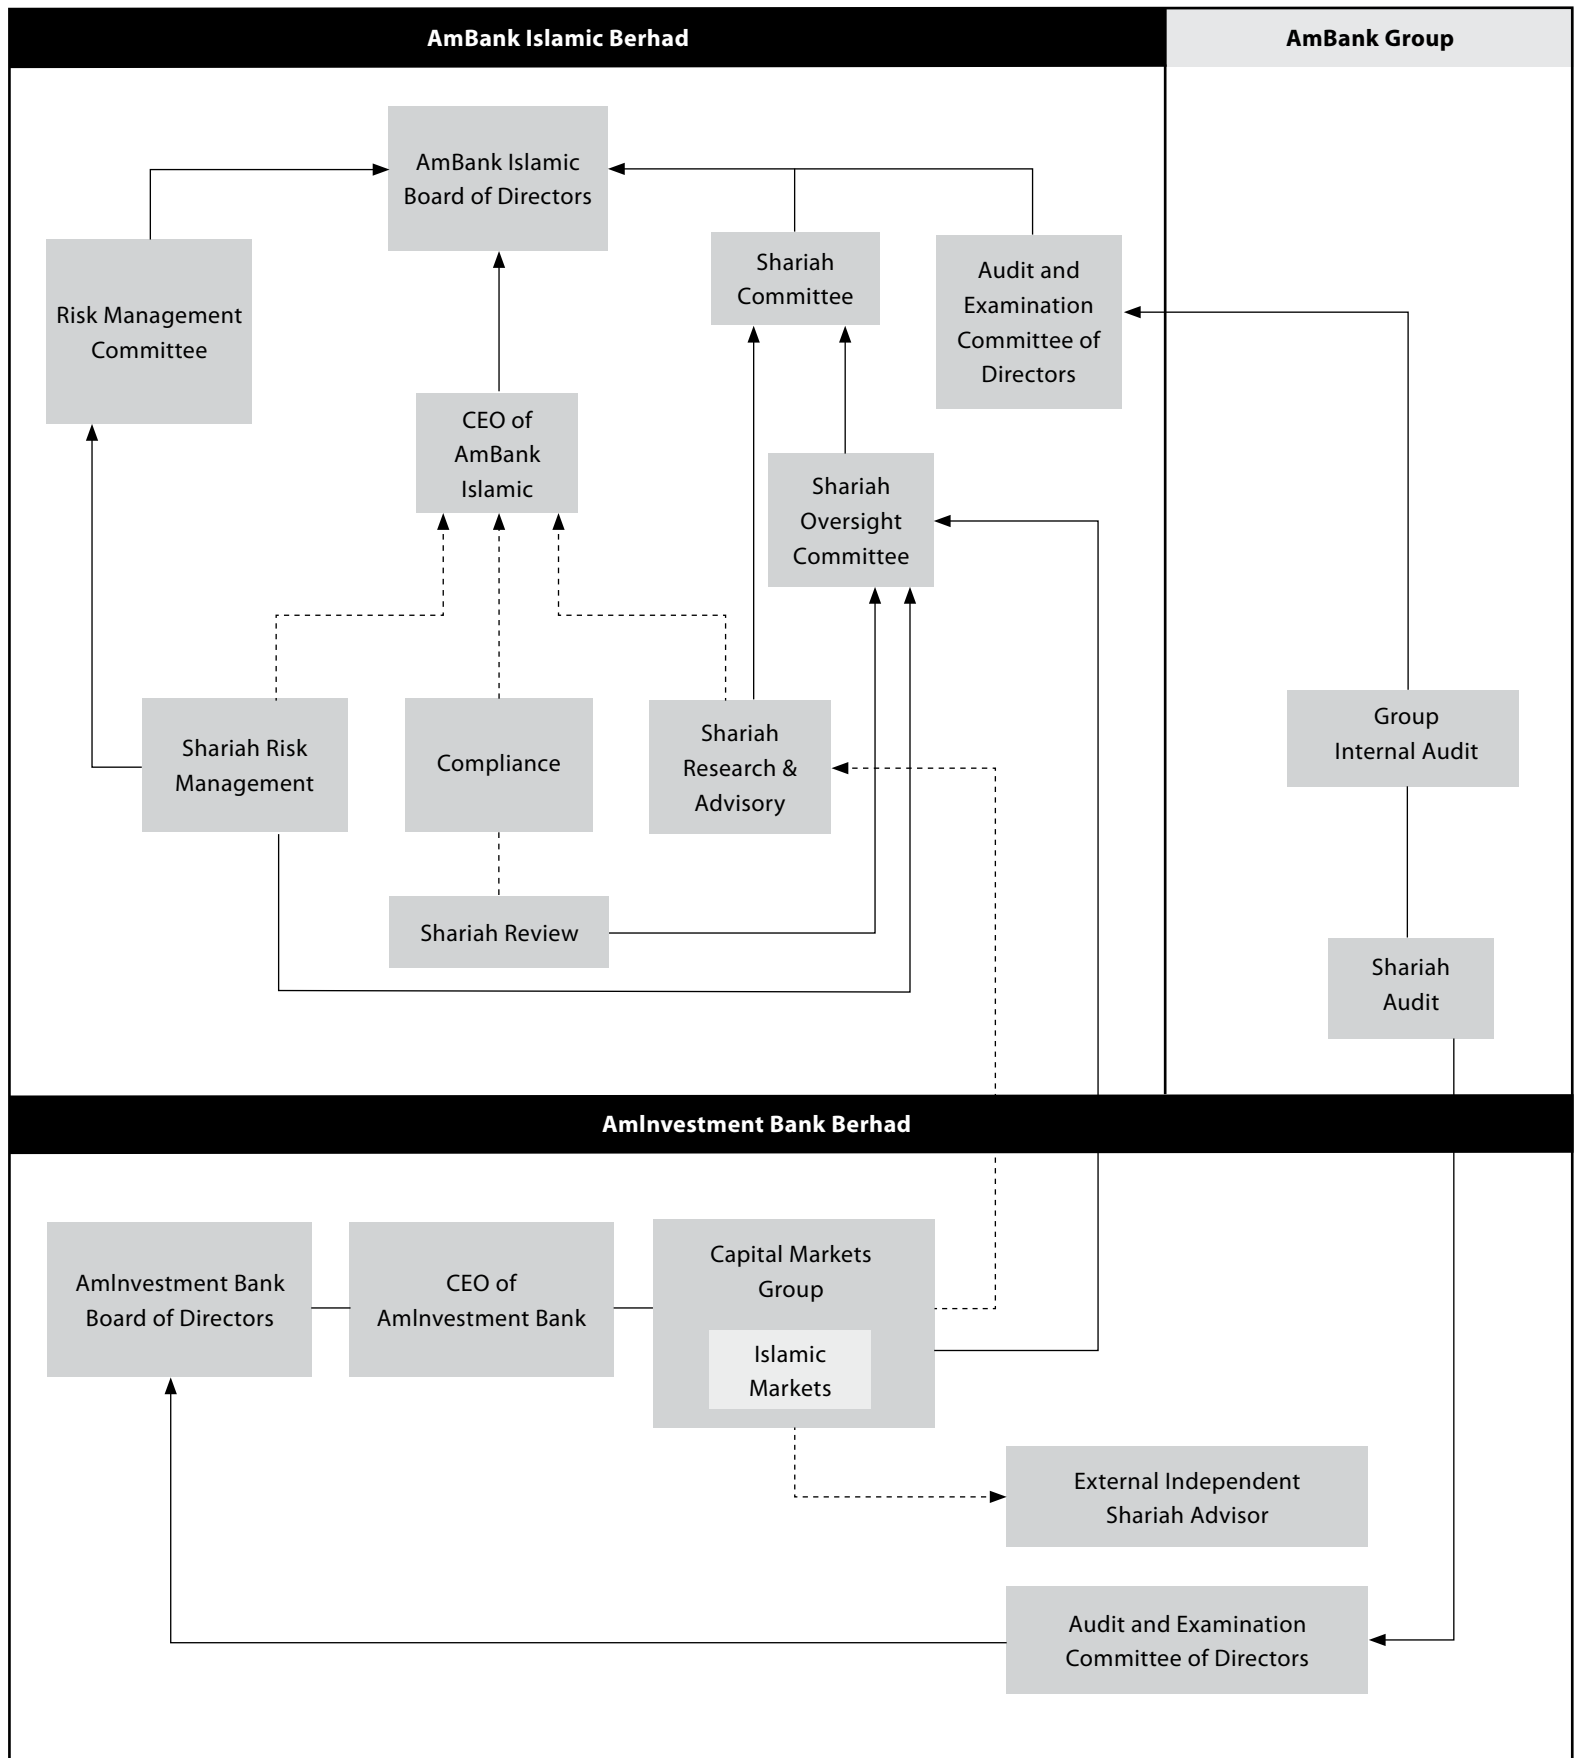 AmBank Islamic Berhad
AmBank Group
AmBank Islamic
Board of Directors
Risk Management
Committee
Shariah
Committee
Audit and
Examination
Committee of
Directors
CEO of
AmBank
Islamic
Shariah
Oversight
Committee
Shariah Risk
Management
Compliance
Shariah
Research &
Advisory
Group
Internal Audit
Shariah Review
Shariah
Audit
AmInvestment Bank Berhad
AmInvestment Bank
Board of Directors
CEO of
AmInvestment Bank
Capital Markets
Group
Islamic
Markets
External Independent
Shariah Advisor
Audit and Examination
Committee of Directors